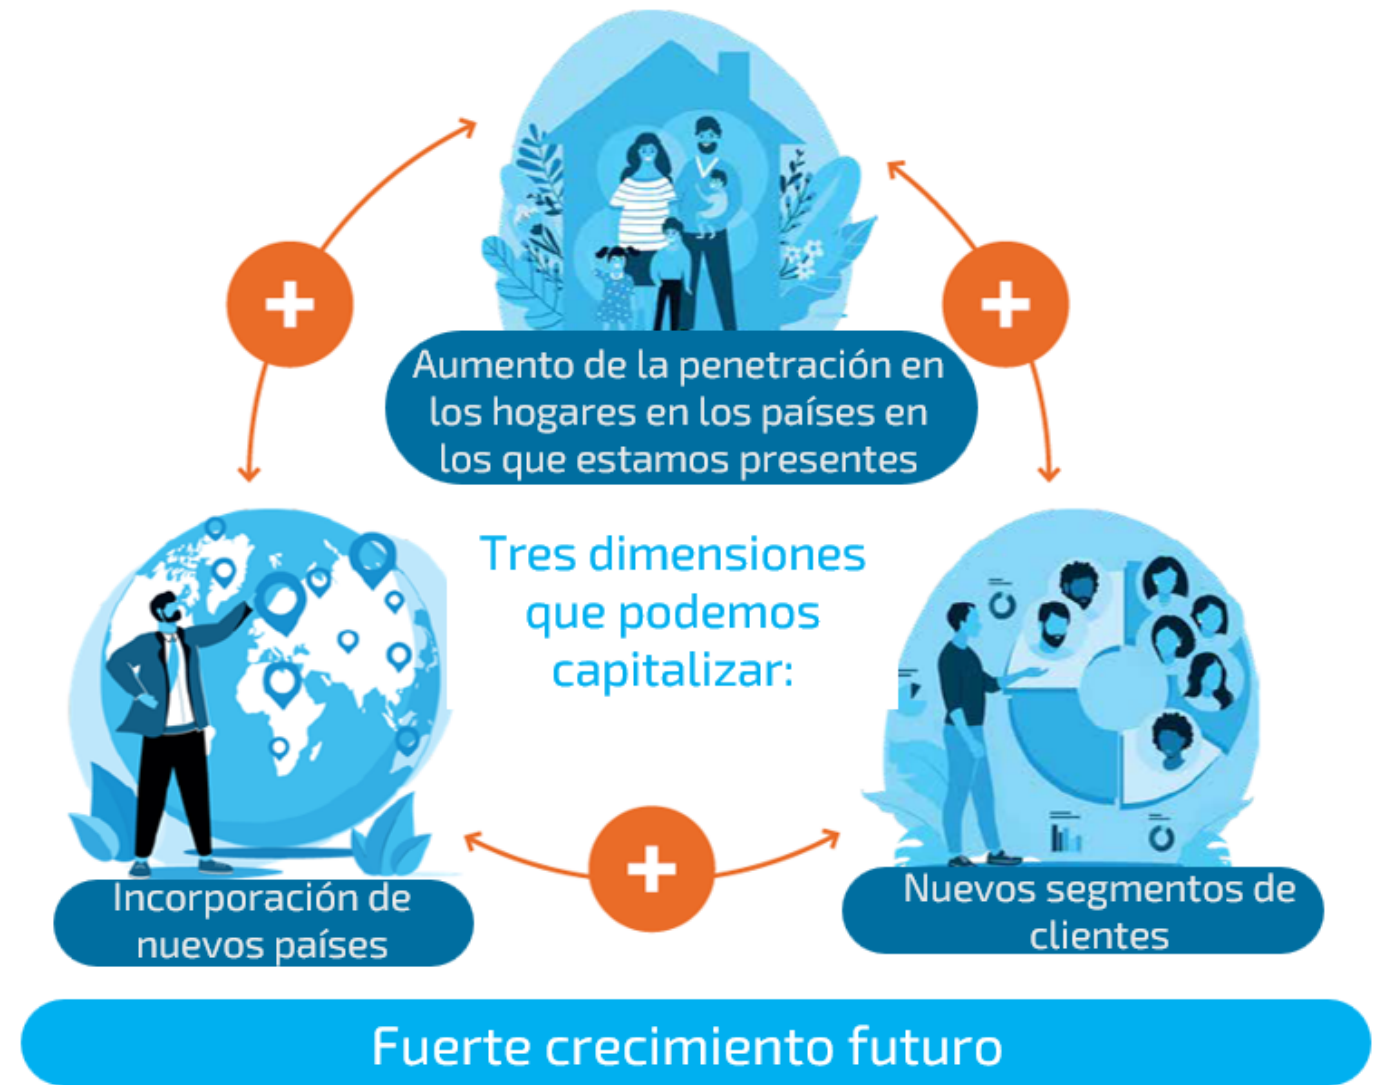 Aumento de la penetración en
los hogares en los países en
los que estamos presentes
Tres dimensiones
que podemos
capitalizar:
Incorporación de
nuevos países
Nuevos segmentos de
clientes
Fuerte crecimiento futuro